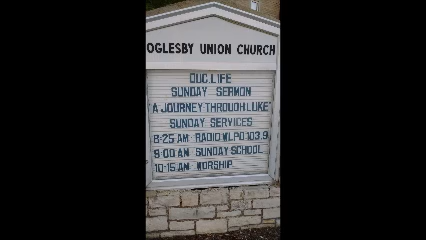 OGLESBY UNION CHURCH
OUC.LIFE
SUNDAY SERMON
"A JOURNEY THROUGH LUKE"
SUNDAY SERVICES
8:25 AM RADIO WLPO 103.9
9:00 AM SUNDAY SCHOOL
10:15 AM WORSHIP